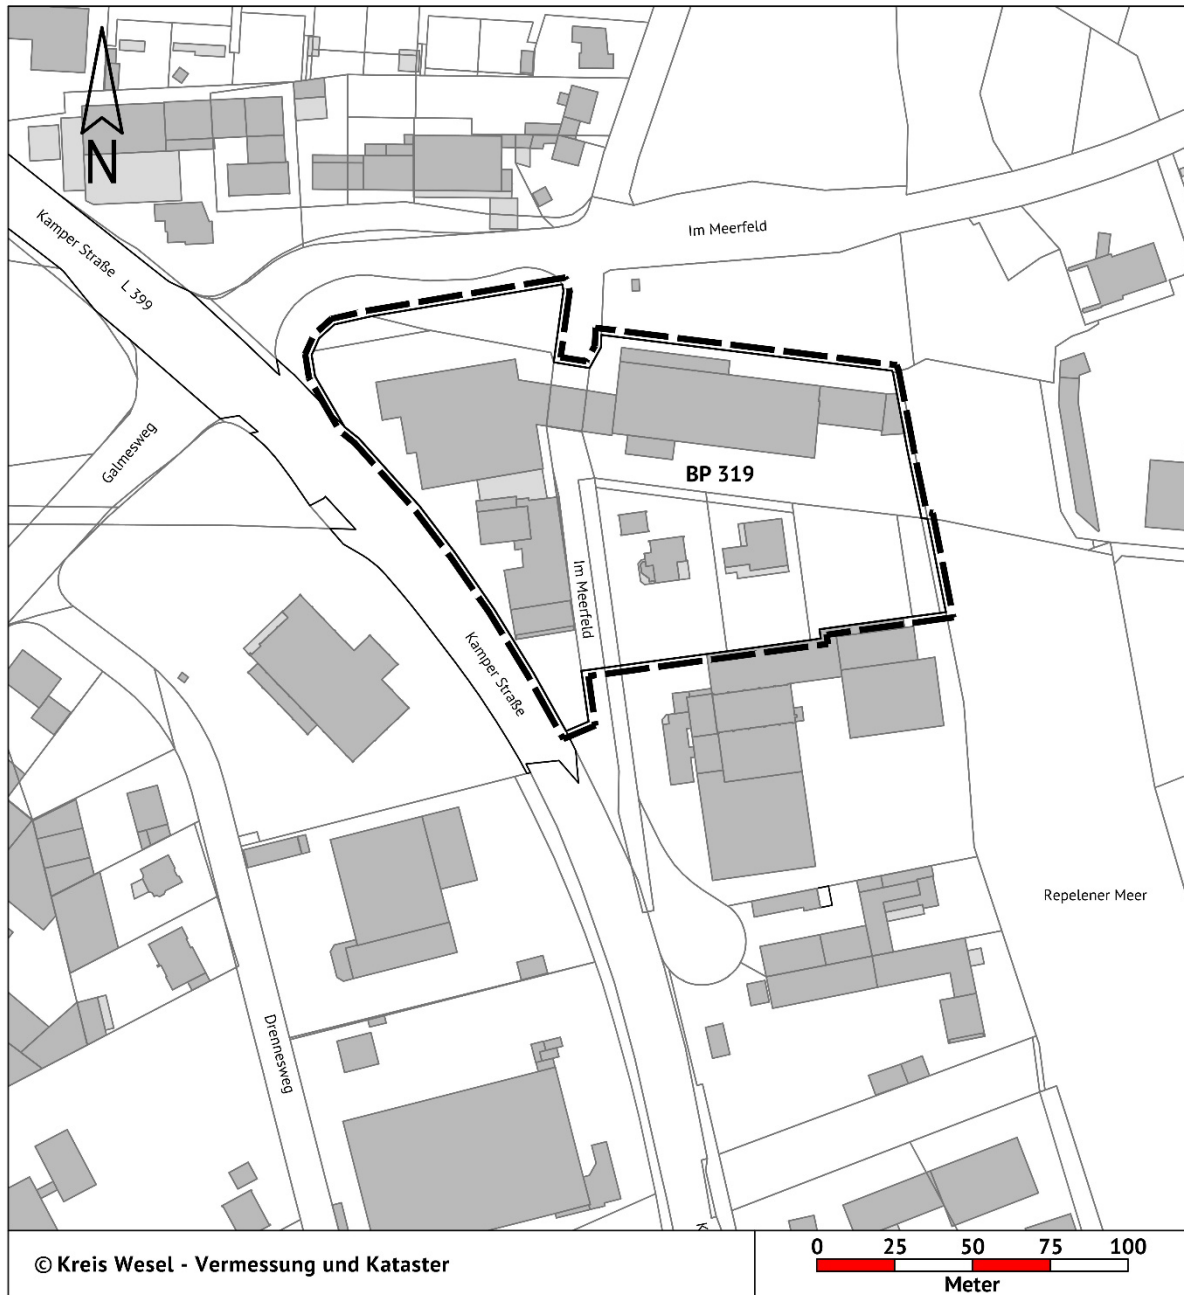 N
Kamper Straße L 399
Im Meerfeld
Galmesweg
BP 319
Im Meerfeld
Kamper Straße
Repelener Meer
Drennesweg
K
© Kreis Wesel - Vermessung und Kataster
0 25 50 75 100
Meter